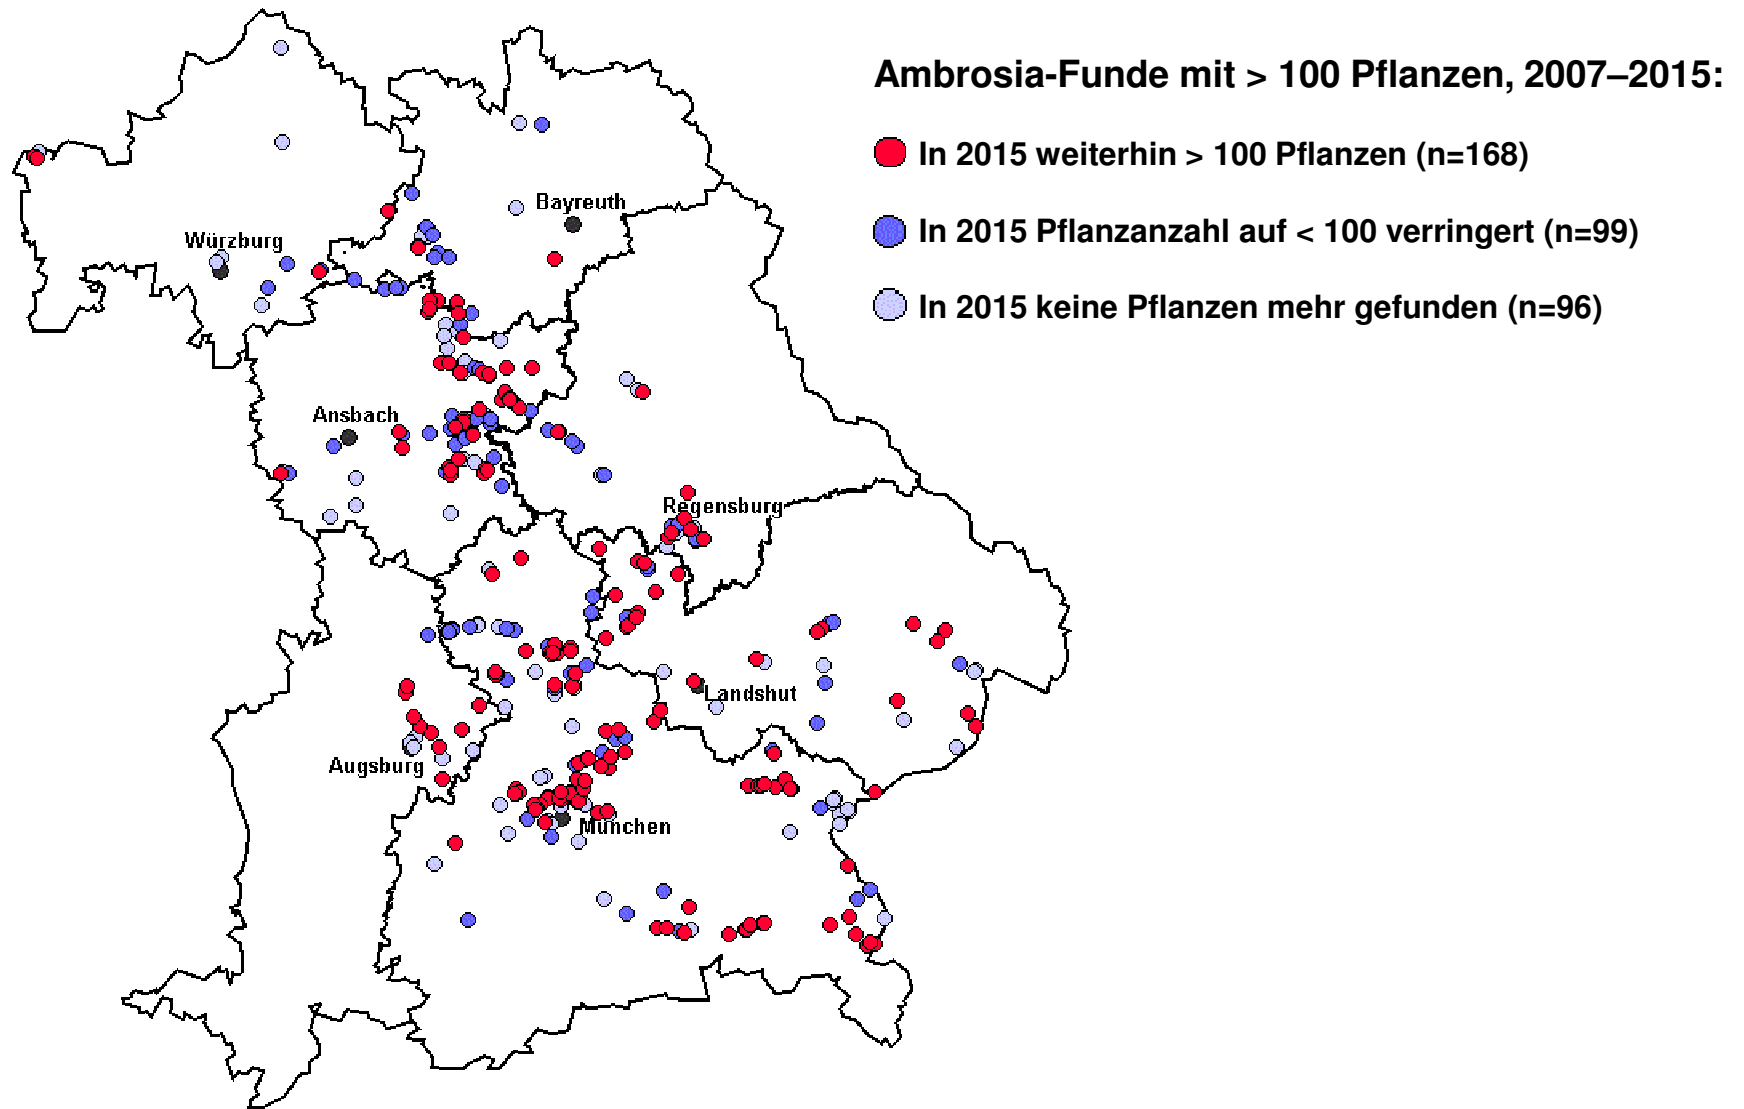 Ambrosia-Funde mit > 100 Pflanzen, 2007–2015:
In 2015 weiterhin > 100 Pflanzen (n=168)
In 2015 Pflanzanzahl auf < 100 verringert (n=99)
In 2015 keine Pflanzen mehr gefunden (n=96)
Bayreuth
Würzburg
Ansbach
Regensburg
Landshut
Augsburg
München